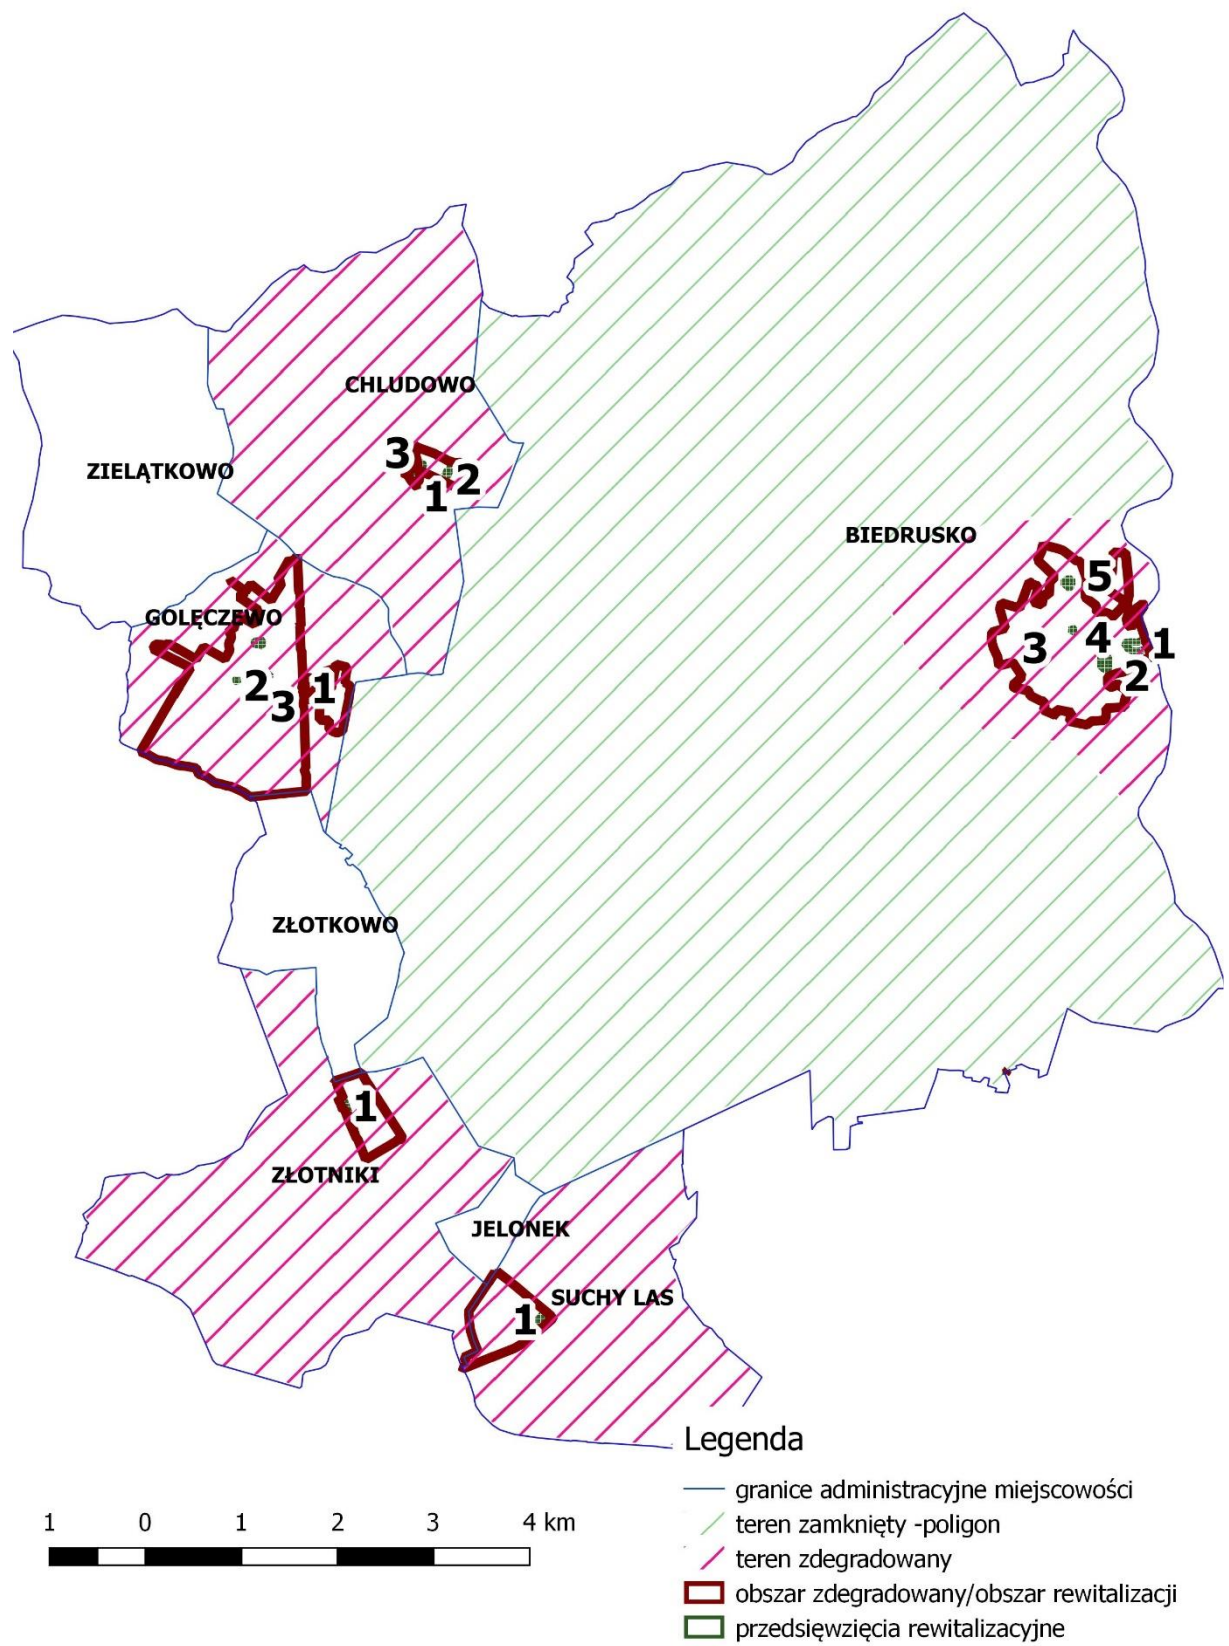 CHLUDOWO
3
2
1
ZIELĄTKOWO
BIEDRUSKO
5
GOLĘCZEWO
3
4
1
2
2
3
1
ZŁOTKOWO
1
ZŁOTNIKI
JELONEK
SUCHY LAS
1
Legenda
granice administracyjne miejscowości
teren zamknięty -poligon
teren zdegradowany
obszar zdegradowany/obszar rewitalizacji
przedsięwzięcia rewitalizacyjne
1 0 1 2 3 4 km